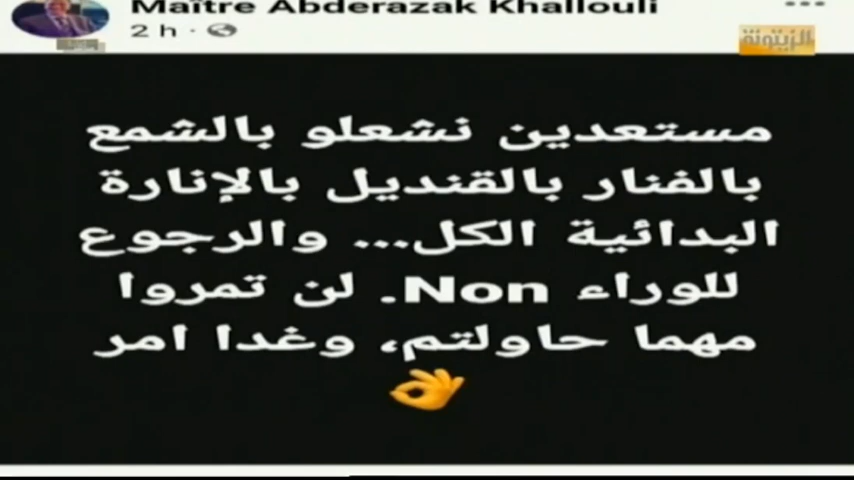 Maître Abderazak Khallouli
2 h ·
الزيتونة
مستعدين نشعلو بالشمع
بالفنار بالقنديل بالإنارة
البدائية الكل... والرجوع
للوراء Non. لن تمروا
مهما حاولتم، وغدا امر
👌